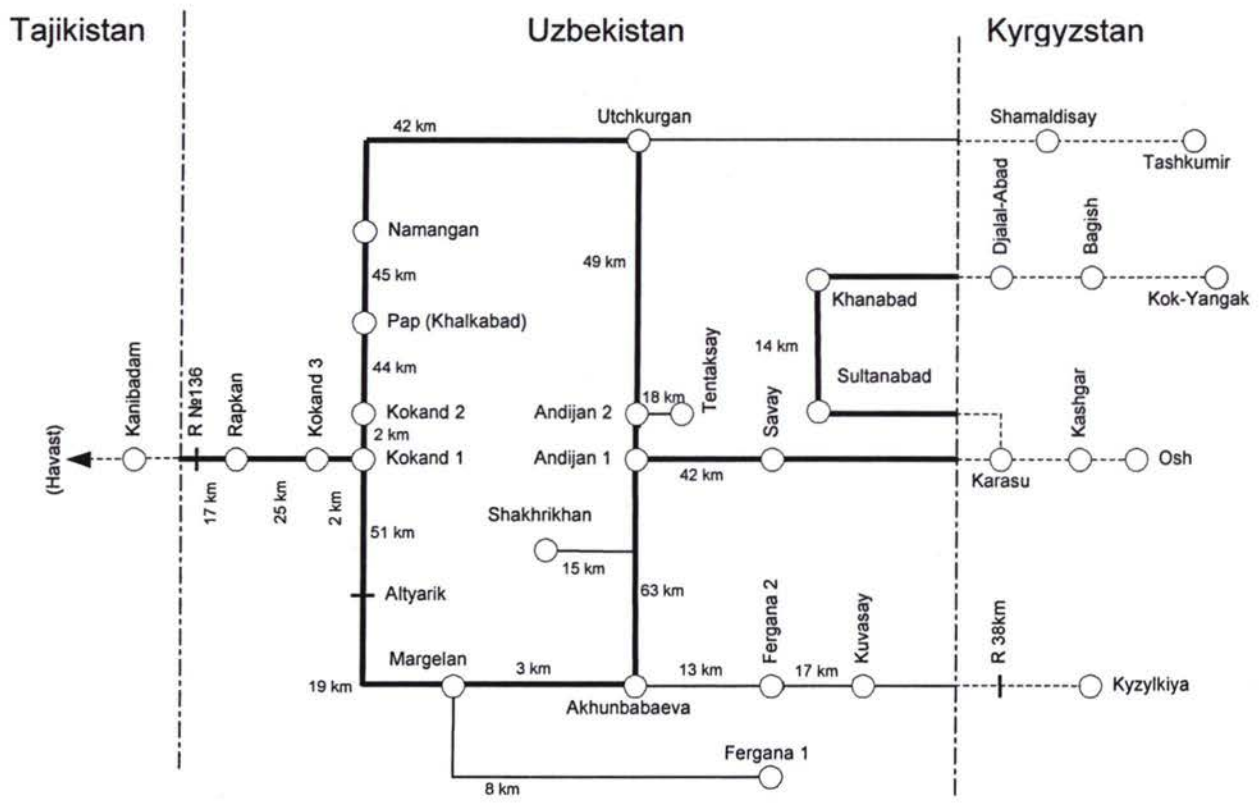 Tajikistan
Uzbekistan
Kyrgyzstan
42 km
Utchkurgan
Shamaldisay
Tashkumir
Namangan
45 km
49 km
Djalal-Abad
Bagish
Khanabad
Kok-Yangak
Pap (Khalkabad)
44 km
14 km
Sultanabad
Kanibadam
R №136
Rapkan
Kokand 3
Kokand 2
2 km
Kokand 1
Andijan 2
18 km
Tentaksay
Andijan 1
Savay
42 km
Karasu
Kashgar
Osh
(Havast)
17 km
25 km
2 km
51 km
Shakhrikhan
15 km
63 km
Altyarik
Margelan
19 km
3 km
Akhunbabaeva
13 km
Fergana 2
17 km
Kuvasay
R 38km
Kyzylkiya
Fergana 1
8 km